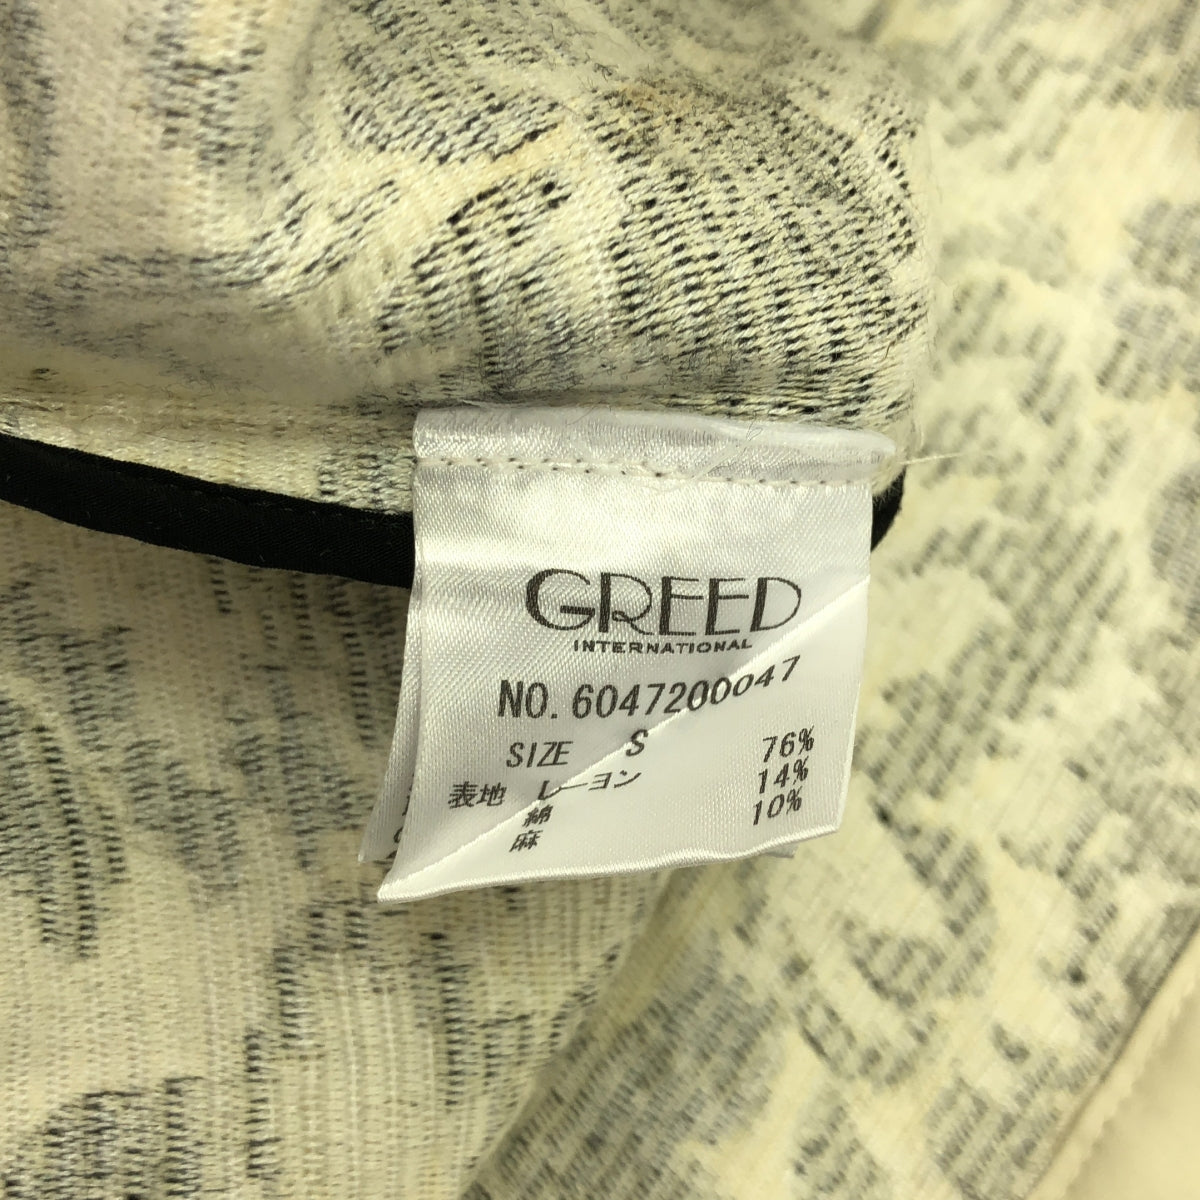 GREED
INTERNATIONAL
NO. 6047200047
SIZE S
表地 レーヨン 76%
綿 14%
麻 10%